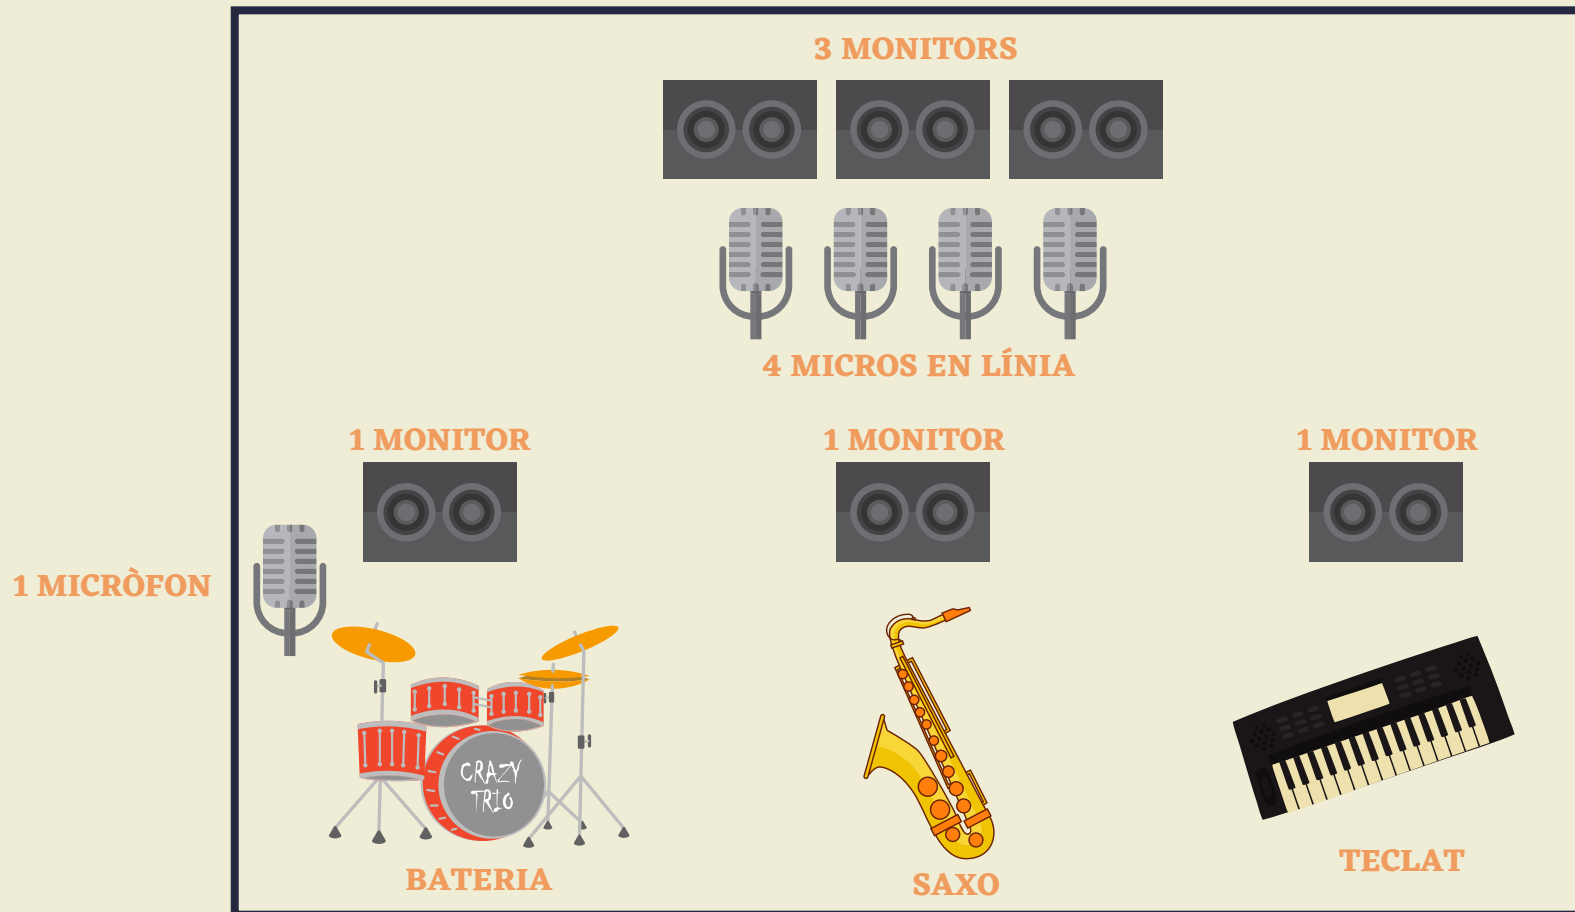 3 MONITORS
4 MICROS EN LÍNIA
1 MONITOR
1 MONITOR
1 MONITOR
1 MICRÒFON
CRAZY
TRIO
BATERIA
SAXO
TECLAT